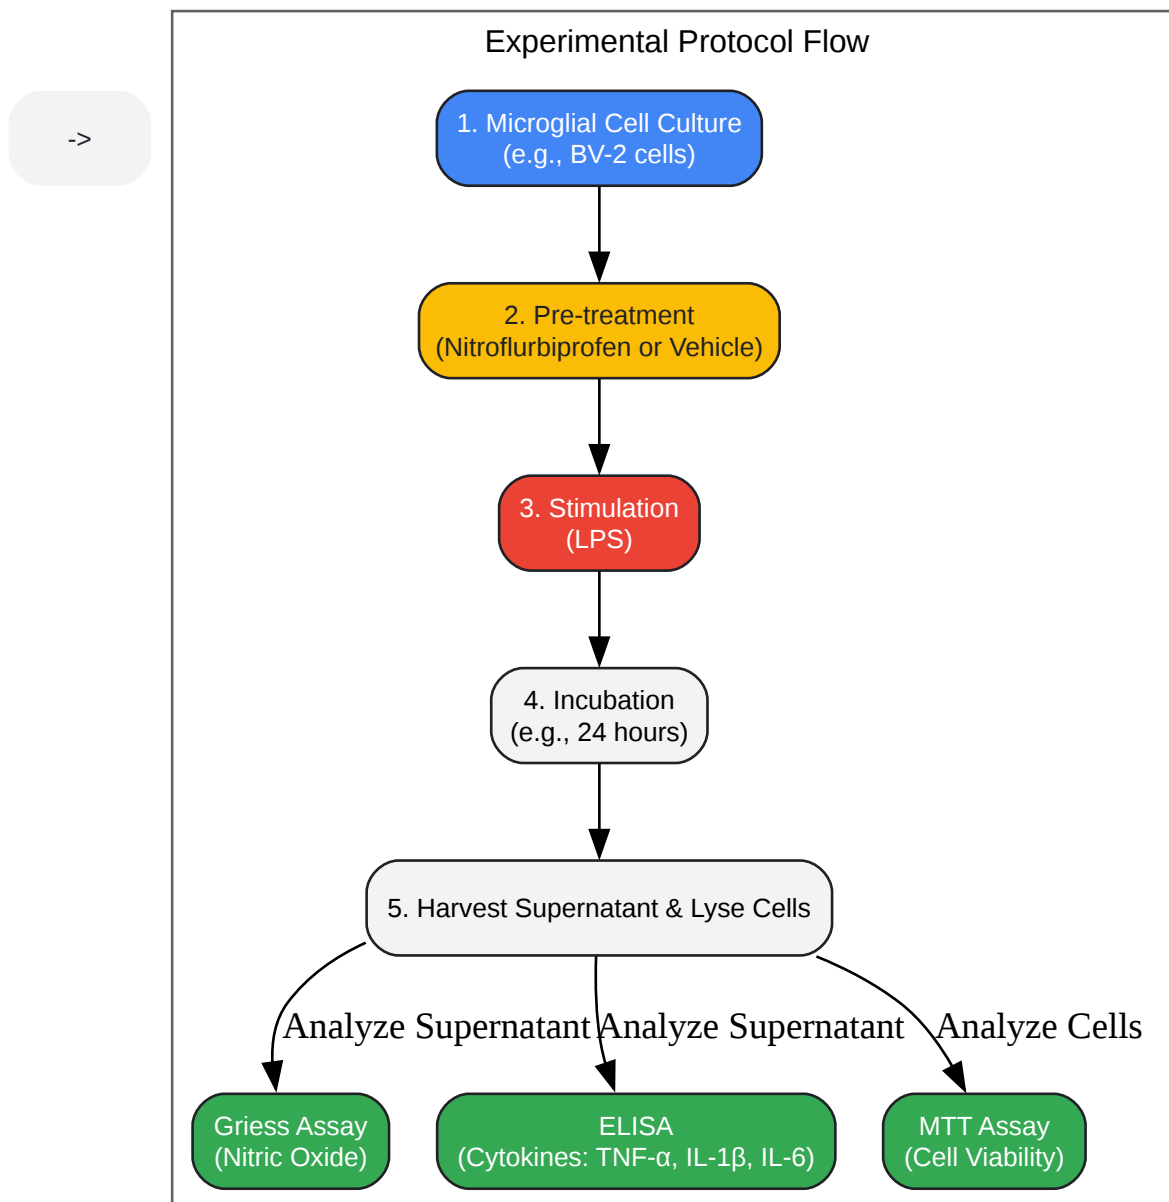 Experimental Protocol Flow
->
1. Microglial Cell Culture
(e.g., BV-2 cells)
2. Pre-treatment
(Nitroflurbiprofen or Vehicle)
3. Stimulation
(LPS)
4. Incubation
(e.g., 24 hours)
5. Harvest Supernatant & Lyse Cells
Analyze Supernatant
Analyze Supernatant
Analyze Cells
Griess Assay
(Nitric Oxide)
ELISA
(Cytokines: TNF-α, IL-1β, IL-6)
MTT Assay
(Cell Viability)